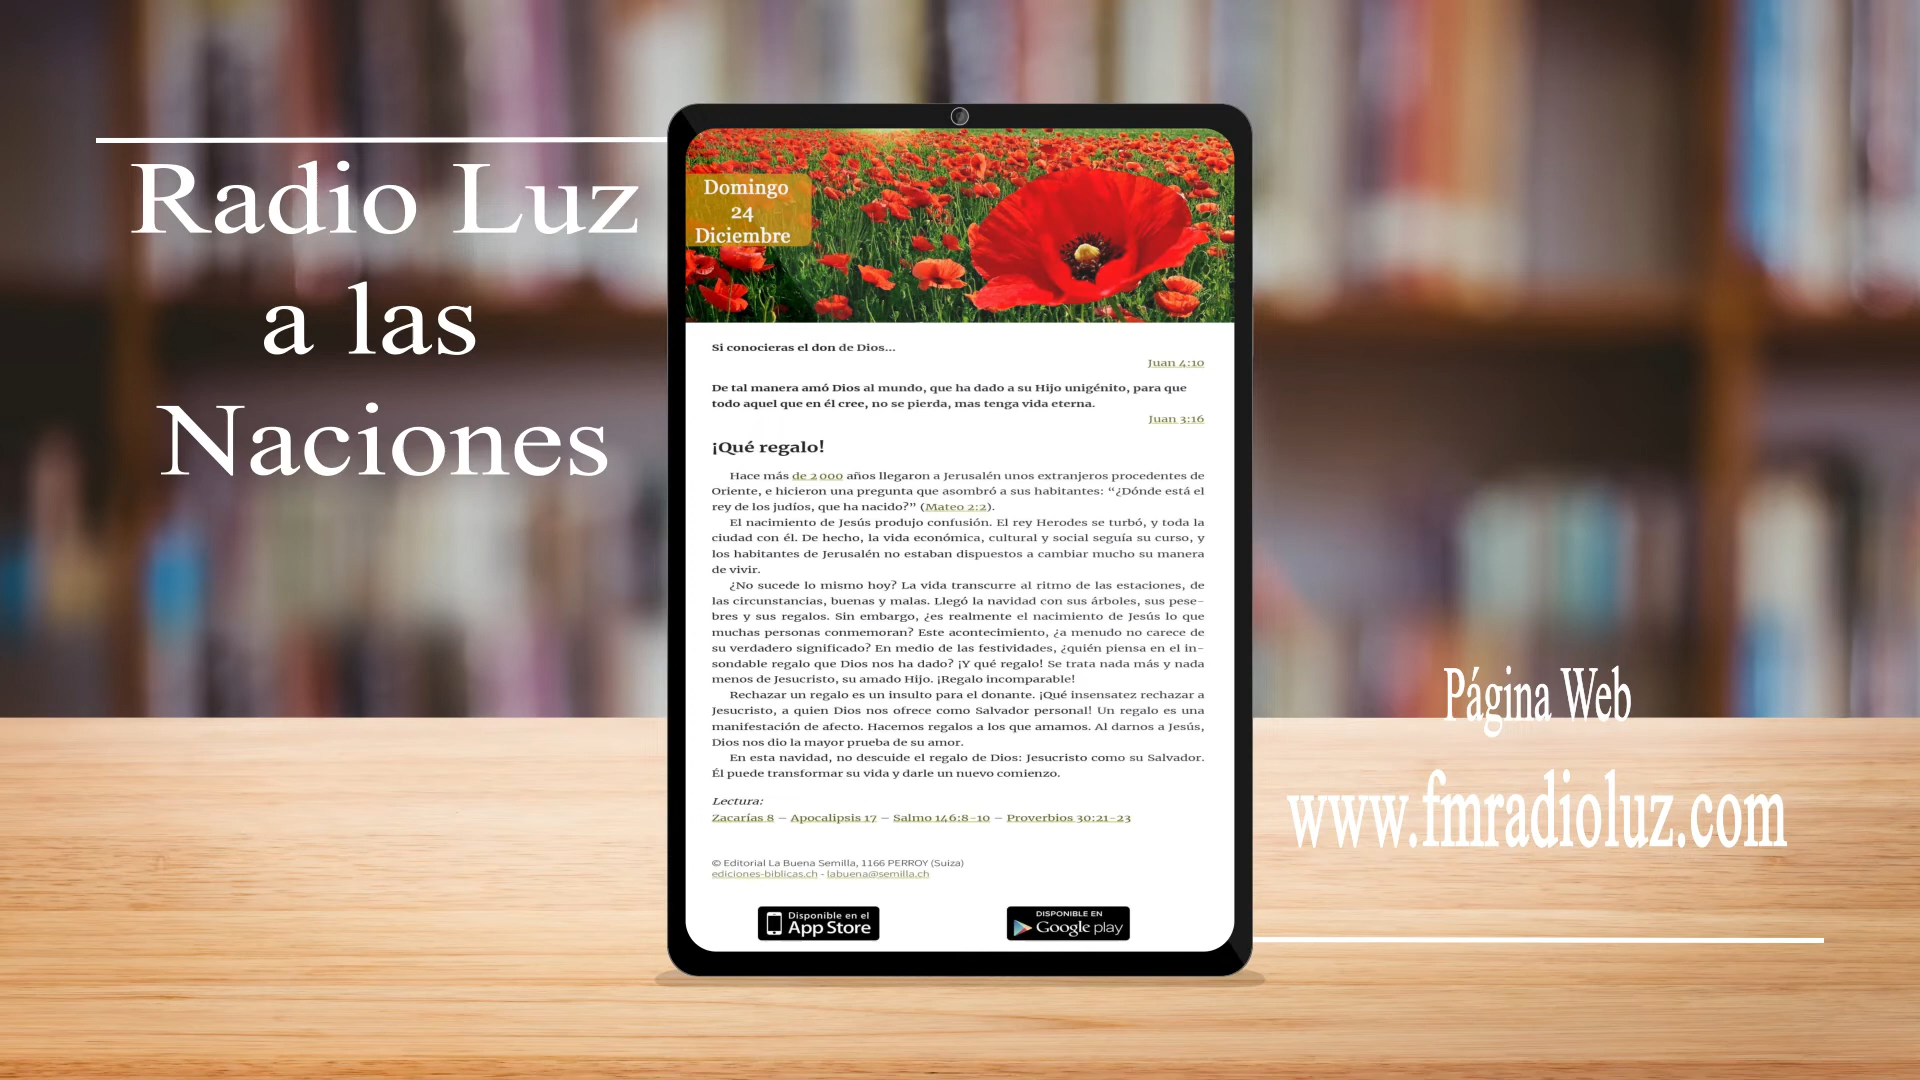 Radio Luz
a las
Naciones
Domingo
24
Diciembre
Si conocieras el don de Dios...
Juan 4:10
De tal manera amó Dios al mundo, que ha dado a su Hijo unigénito, para que
todo aquel que en él cree, no se pierda, mas tenga vida eterna.
Juan 3:16
¡Qué regalo!
Hace más de 2 000 años llegaron a Jerusalén unos extranjeros procedentes de
Oriente, e hicieron una pregunta que asombró a sus habitantes: “¿Dónde está el
rey de los judíos, que ha nacido?” (Mateo 2:2).
El nacimiento de Jesús produjo confusión. El rey Herodes se turbó, y toda la
ciudad con él. De hecho, la vida económica, cultural y social seguía su curso, y
los habitantes de Jerusalén no estaban dispuestos a cambiar mucho su manera
de vivir.
¿No sucede lo mismo hoy? La vida transcurre al ritmo de las estaciones, de
las circunstancias, buenas y malas. Llegó la navidad con sus árboles, sus pese-
bres y sus regalos. Sin embargo, ¿es realmente el nacimiento de Jesús lo que
muchas personas conmemoran? Este acontecimiento, ¿a menudo no carece de
su verdadero significado? En medio de las festividades, ¿quién piensa en el in-
sondable regalo que Dios nos ha dado? ¡Y qué regalo! Se trata nada más y nada
menos de Jesucristo, su amado Hijo. ¡Regalo incomparable!
Rechazar un regalo es un insulto para el donante. ¡Qué insensatez rechazar a
Jesucristo, a quien Dios nos ofrece como Salvador personal! Un regalo es una
manifestación de afecto. Hacemos regalos a los que amamos. Al darnos a Jesús,
Dios nos dio la mayor prueba de su amor.
En esta navidad, no descuide el regalo de Dios: Jesucristo como su Salvador.
Él puede transformar su vida y darle un nuevo comienzo.
Lectura:
Zacarías 8 – Apocalipsis 17 – Salmo 146:8-10 – Proverbios 30:21-23
© Editorial La Buena Semilla, 1166 PERROY (Suiza)
ediciones-biblicas.ch - labuena@semilla.ch
Disponible en el
App Store
DISPONIBLE EN
Google play
Página Web
www.fmradioluz.com